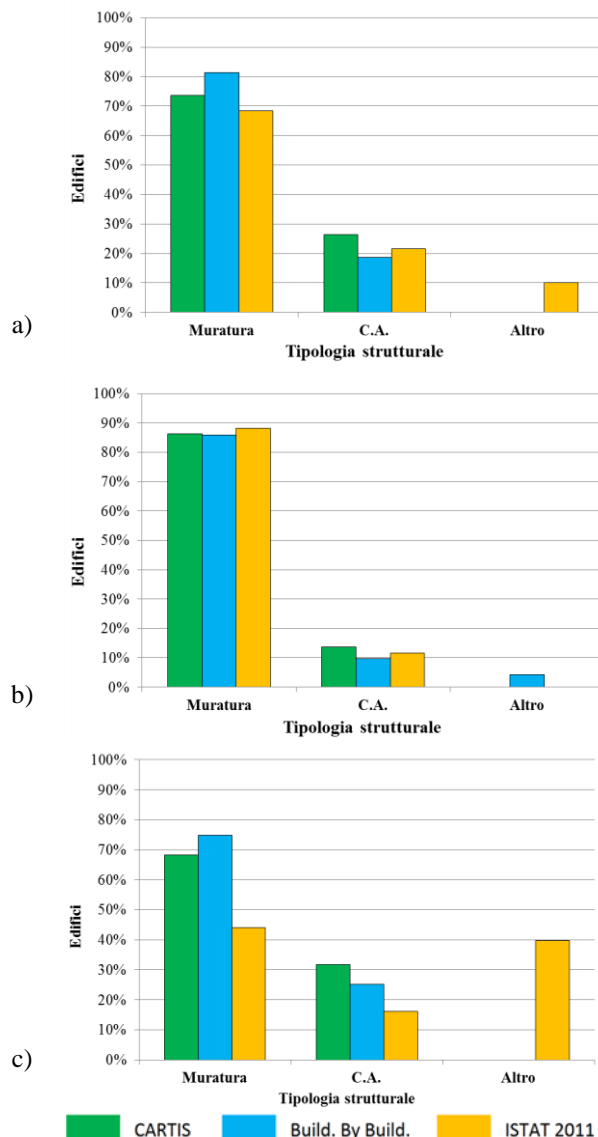 100%
90%
80%
70%
60%
50%
40%
30%
20%
10%
0%
Edifici
Muratura C.A. Altro
Tipologia strutturale
a)
100%
90%
80%
70%
60%
50%
40%
30%
20%
10%
0%
Edifici
Muratura C.A. Altro
Tipologia strutturale
b)
100%
90%
80%
70%
60%
50%
40%
30%
20%
10%
0%
Edifici
Muratura C.A. Altro
Tipologia strutturale
c)
CARTIS Build. By Build. ISTAT 2011